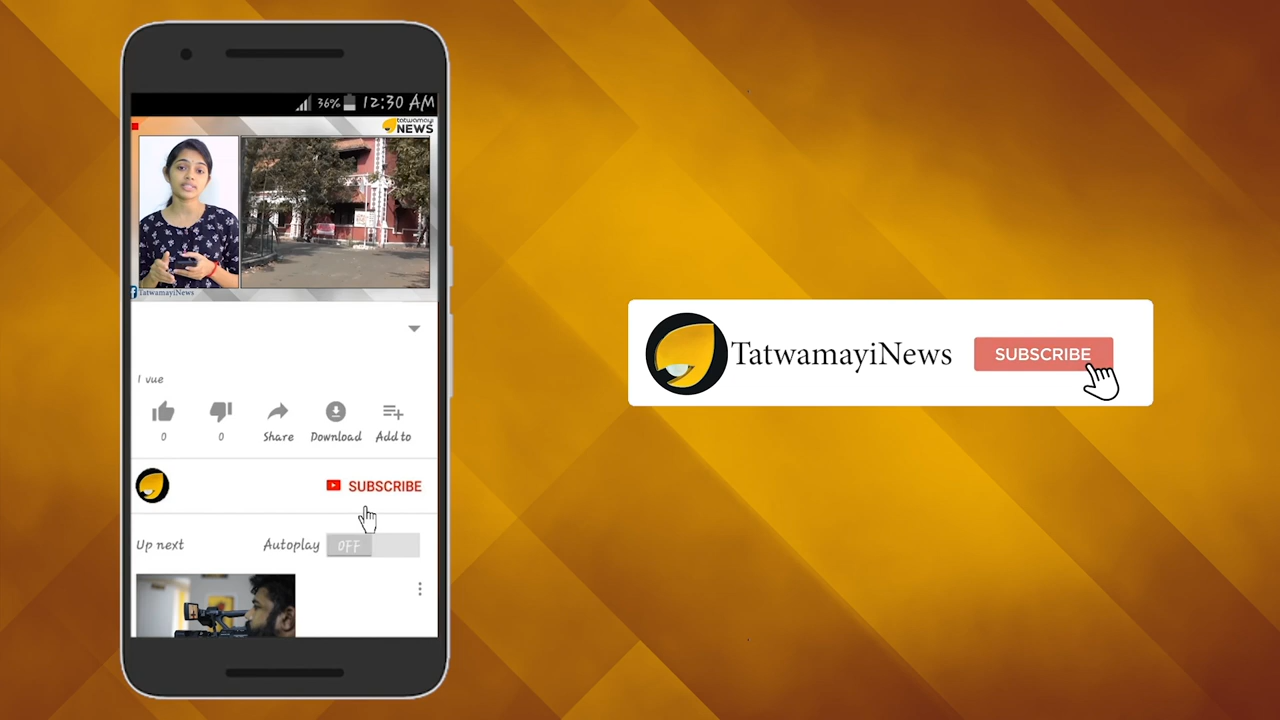 36% 12:30 AM
tatwamayi
NEWS
TatwamayiNews
1 vue
0 0 Share Download Add to
SUBSCRIBE
Up next Autoplay OFF
TatwamayiNews SUBSCRIBE